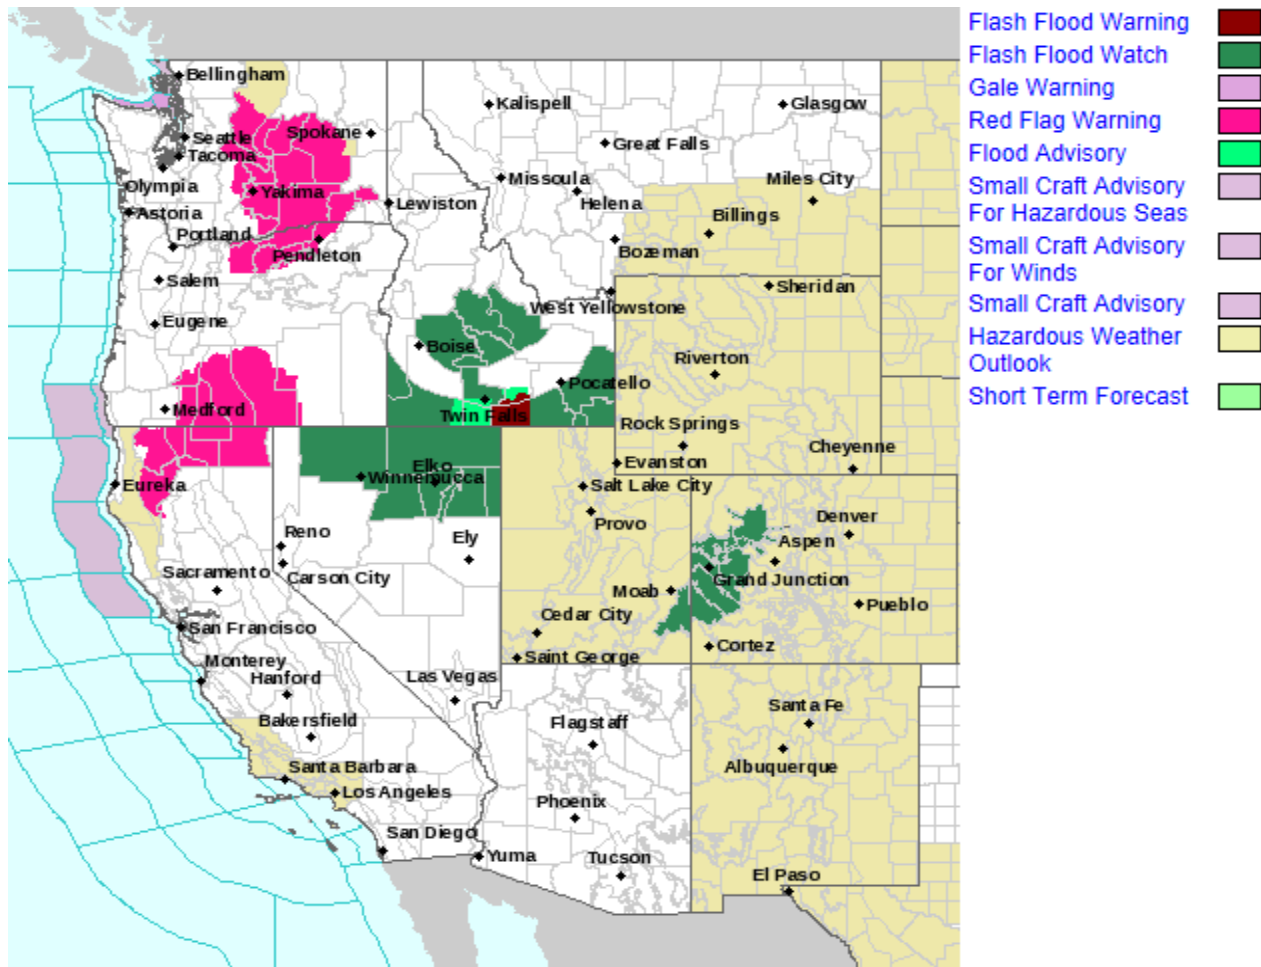 Flash Flood Warning
Flash Flood Watch
Gale Warning
Red Flag Warning
Flood Advisory
Small Craft Advisory
For Hazardous Seas
Small Craft Advisory
For Winds
Small Craft Advisory
Hazardous Weather
Outlook
Short Term Forecast
Bellingham
Kalispell
Glasgow
Seattle
Spokane
Great Falls
Tacoma
Olympia
Yakima
Missoula
Miles City
Astoria
Lewiston
Helena
Billings
Portland
Pendleton
Bozeman
Salem
Sheridan
West Yellowstone
Eugene
Boise
Riverton
Medford
Pocatello
Twin Falls
Rock Springs
Cheyenne
Evanston
Elko
Winnemucca
Eureka
Salt Lake City
Provo
Denver
Reno
Ely
Aspen
Sacramento
Carson City
Grand Junction
Moab
Pueblo
Cedar City
San Francisco
Cortez
Saint George
Monterey
Hanford
Las Vegas
Santa Fe
Bakersfield
Flagstaff
Albuquerque
Santa Barbara
Los Angeles
Phoenix
San Diego
Yuma
Tucson
El Paso